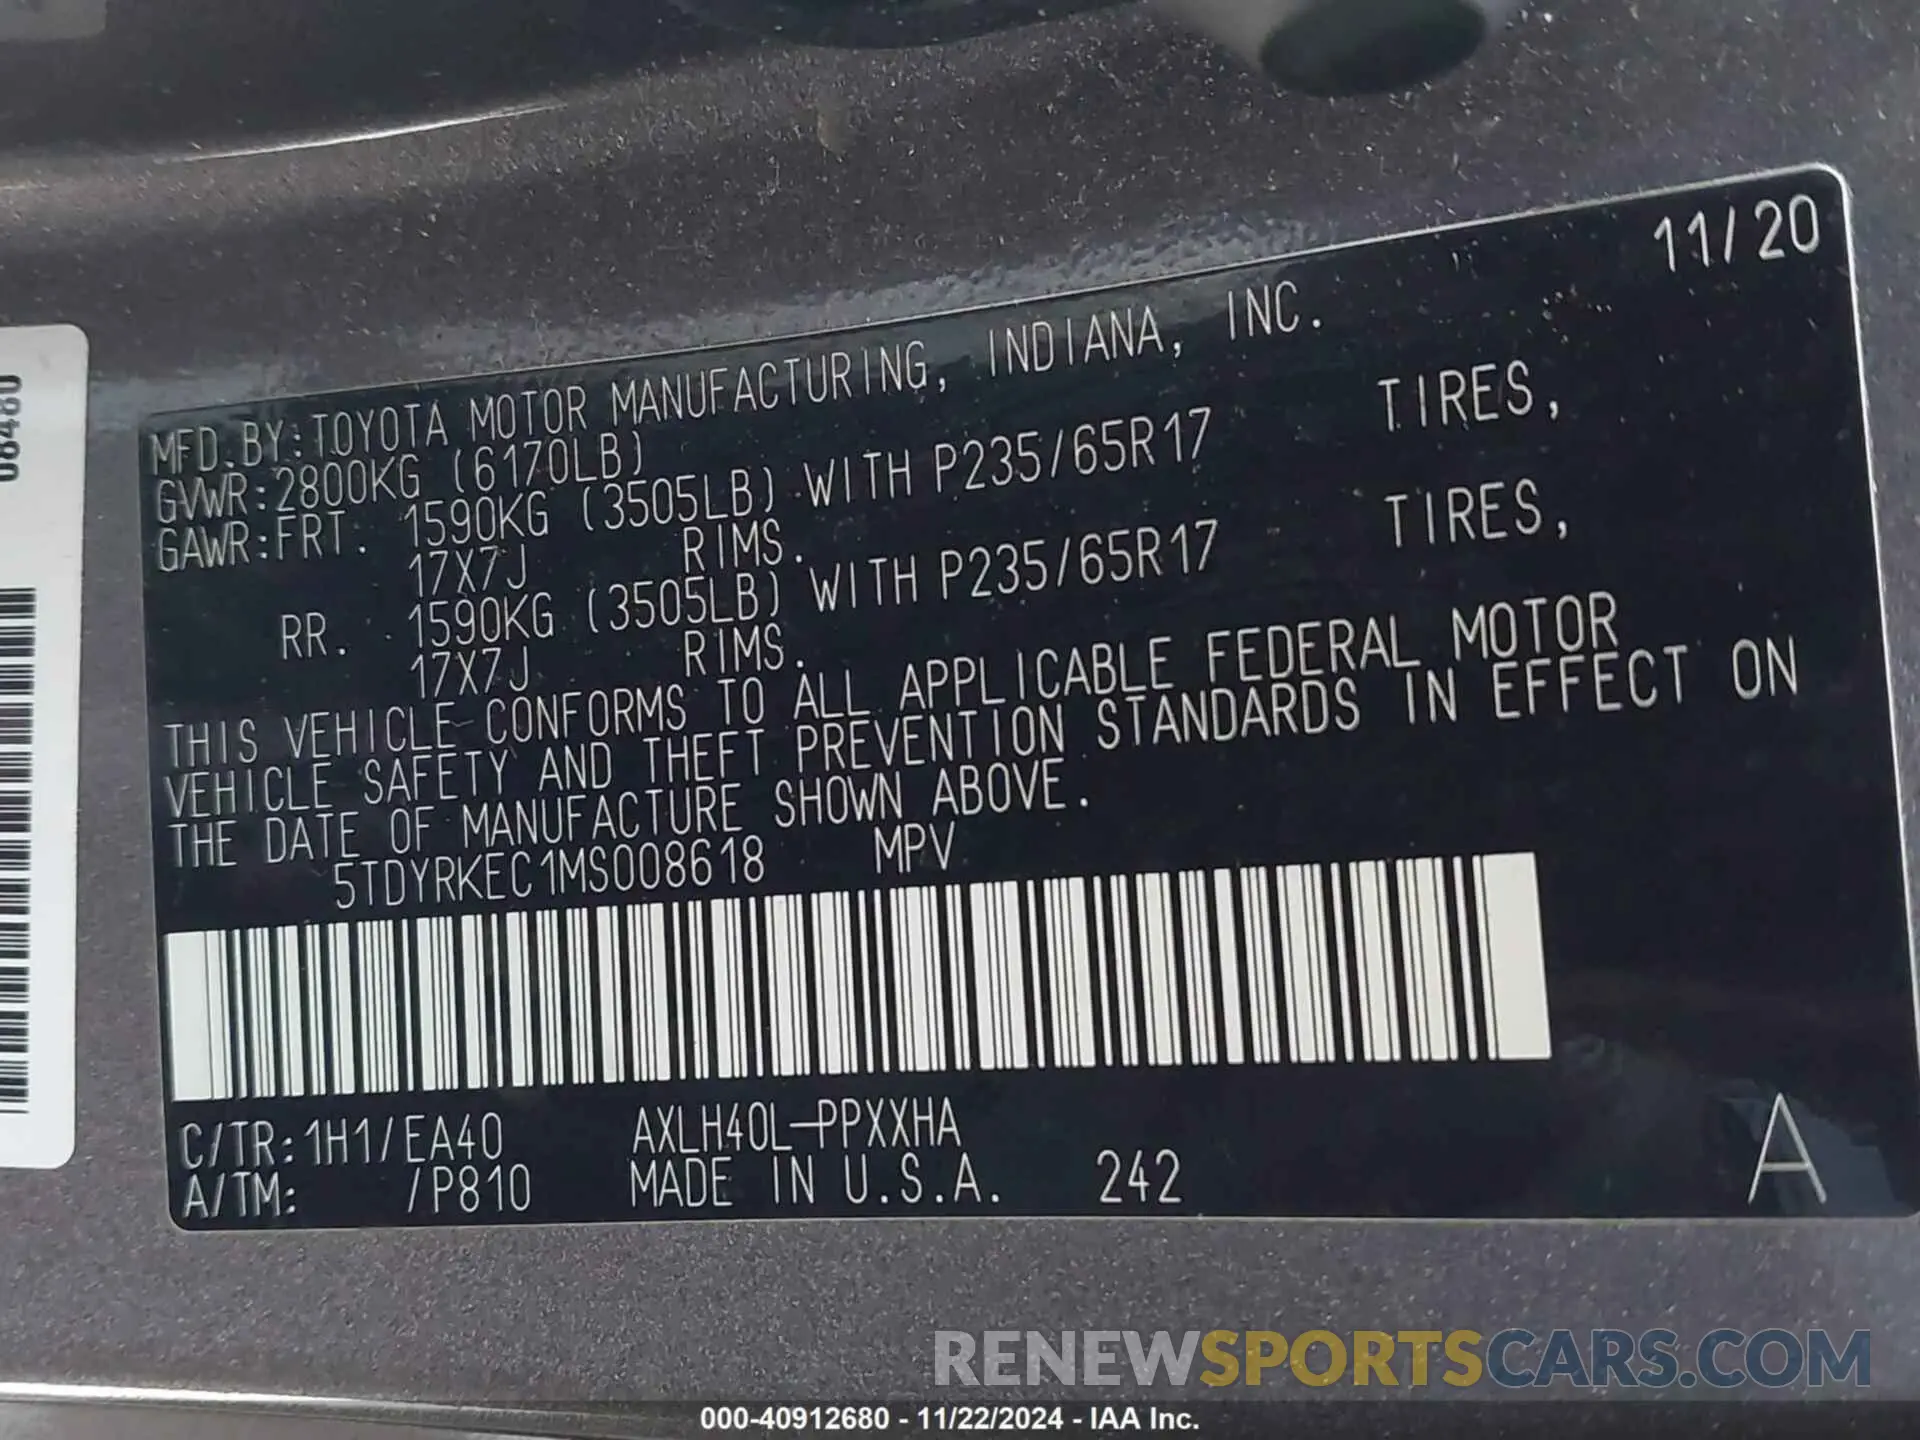 11/20
MFD.BY:TOYOTA MOTOR MANUFACTURING, INDIANA, INC.
GVWR:2800KG (6170LB)
GAWR:FRT. 1590KG (3505LB) WITH P235/65R17 TIRES,
17X7J RIMS.
RR. 1590KG (3505LB) WITH P235/65R17 TIRES,
17X7J RIMS.
THIS VEHICLE CONFORMS TO ALL APPLICABLE FEDERAL MOTOR
VEHICLE SAFETY AND THEFT PREVENTION STANDARDS IN EFFECT ON
THE DATE OF MANUFACTURE SHOWN ABOVE.
5TDYRKEC1MS008618 MPV
C/TR:1H1/EA40 AXLH40L-PPXXHA
A/TM: /P810 MADE IN U.S.A. 242 A
RENEWSPORTSCARS.COM
000-40912680 - 11/22/2024 - IAA Inc.